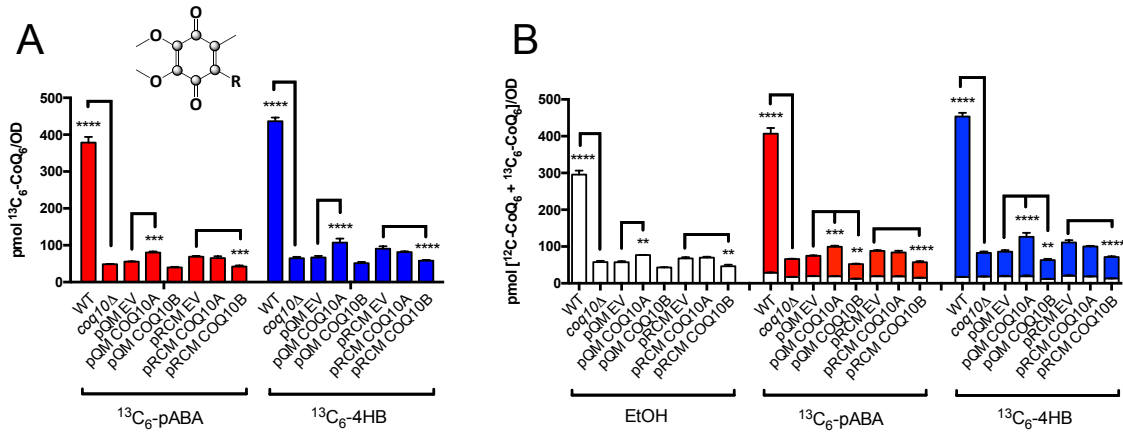 A
O
O
O
R
O
pmol ¹³C₆-CoQ₆/OD
500
400
300
200
100
0
****
***
***
****
****
****
WT
coq10Δ
pQM EV
pQM COQ10A
pQM COQ10B
pRCM EV
pRCM COQ10A
pRCM COQ10B
WT
coq10Δ
pQM EV
pQM COQ10A
pQM COQ10B
pRCM EV
pRCM COQ10A
pRCM COQ10B
¹³C₆-pABA
¹³C₆-4HB
B
pmol [¹²C-CoQ₆ + ¹³C₆-CoQ₆]/OD
500
400
300
200
100
0
****
**
**
****
***
**
****
****
****
**
****
WT
coq10Δ
pQM EV
pQM COQ10A
pQM COQ10B
pRCM EV
pRCM COQ10A
pRCM COQ10B
WT
coq10Δ
pQM EV
pQM COQ10A
pQM COQ10B
pRCM EV
pRCM COQ10A
pRCM COQ10B
WT
coq10Δ
pQM EV
pQM COQ10A
pQM COQ10B
pRCM EV
pRCM COQ10A
pRCM COQ10B
EtOH
¹³C₆-pABA
¹³C₆-4HB